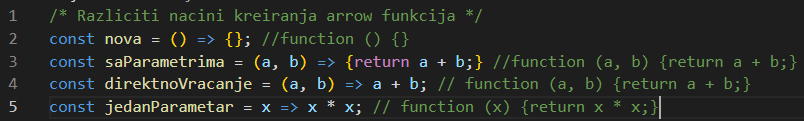 1 /* Razliciti nacini kreiranja arrow funkcija */
2 const nova = () => {}; //function () {}
3 const saParametrima = (a, b) => {return a + b;} //function (a, b) {return a + b;}
4 const direktnoVracanje = (a, b) => a + b; // function (a, b) {return a + b;}
5 const jedanParametar = x => x * x; // function (x) {return x * x;}